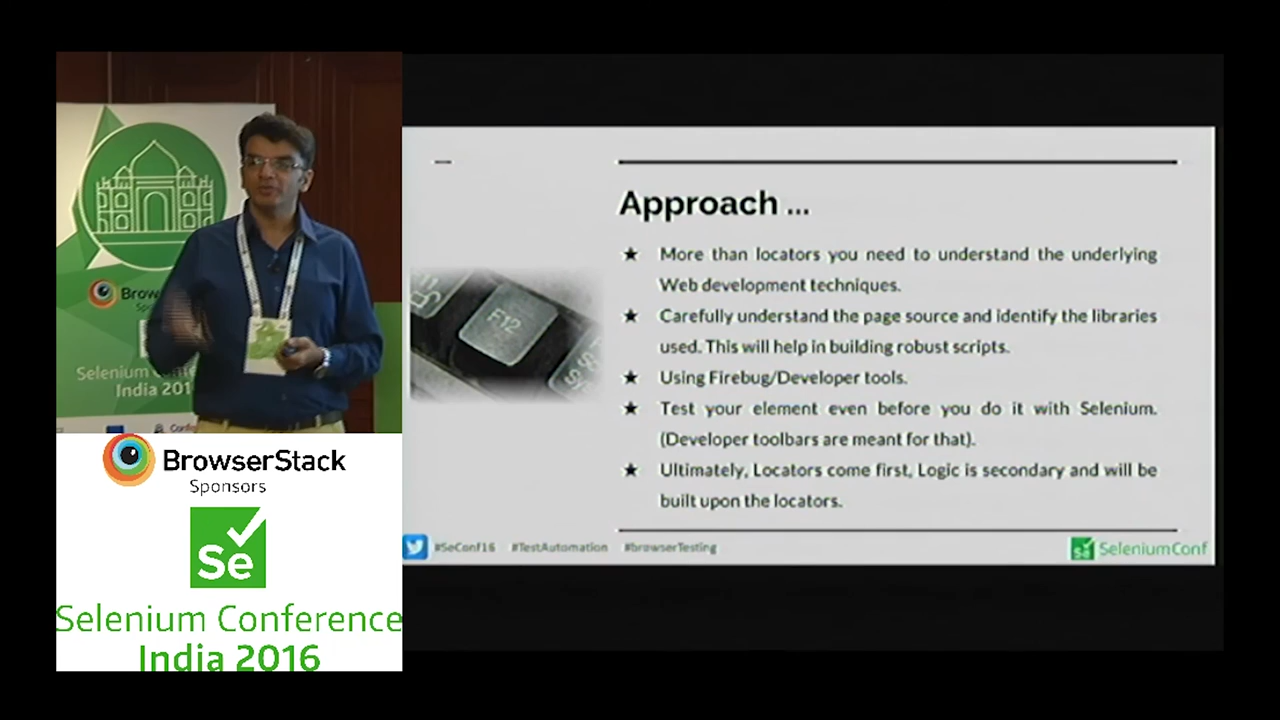 Brow
Selenium Confe
India 201
BrowserStack
Sponsors
Se
Selenium Conference
India 2016
F12
Approach ...
★ More than locators you need to understand the underlying
Web development techniques.
★ Carefully understand the page source and identify the libraries
used. This will help in building robust scripts.
★ Using Firebug/Developer tools.
★ Test your element even before you do it with Selenium.
(Developer toolbars are meant for that).
★ Ultimately, Locators come first, Logic is secondary and will be
built upon the locators.
#SeConf16 #TestAutomation #browserTesting
Se SeleniumConf